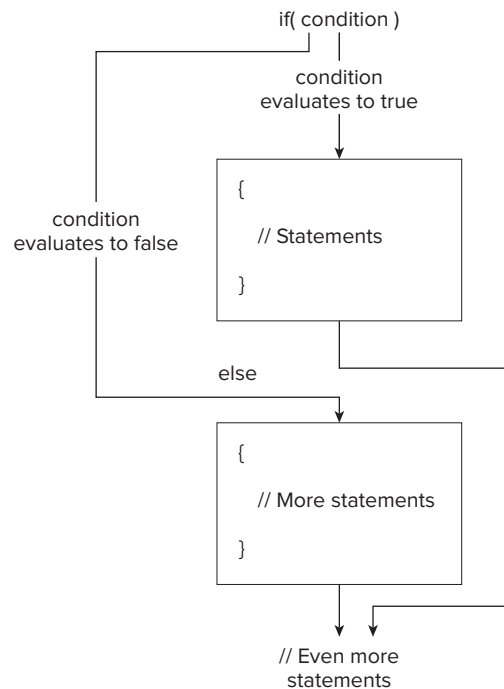 if( condition )
condition
evaluates to true
{
// Statements
}
condition
evaluates to false
else
{
// More statements
}
// Even more
statements